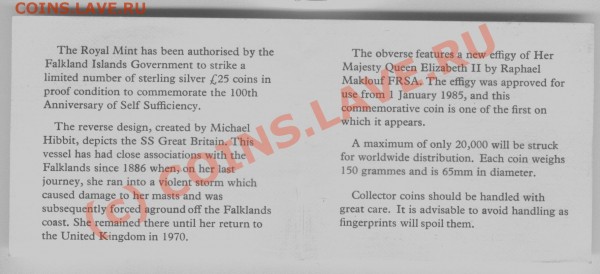 COINS.LAVE.RU
The Royal Mint has been authorised by the
Falkland Islands Government to strike a
limited number of sterling silver £25 coins in
proof condition to commemorate the 100th
Anniversary of Self Sufficiency.
The reverse design, created by Michael
Hibbit, depicts the SS Great Britain. This
vessel has had close associations with the
Falklands since 1886 when, on her last
journey, she ran into a violent storm which
caused damage to her masts and was
subsequently forced aground off the Falklands
coast. She remained there until her return to
the United Kingdom in 1970.
The obverse features a new effigy of Her
Majesty Queen Elizabeth II by Raphael
Maklouf FRSA. The effigy was approved for
use from 1 January 1985, and this
commemorative coin is one of the first on
which it appears.
A maximum of only 20,000 will be struck
for worldwide distribution. Each coin weighs
150 grammes and is 65mm in diameter.
Collector coins should be handled with
great care. It is advisable to avoid handling as
fingerprints will spoil them.
(c) COINS.LAVE.RU
COINS.LAVE.RU